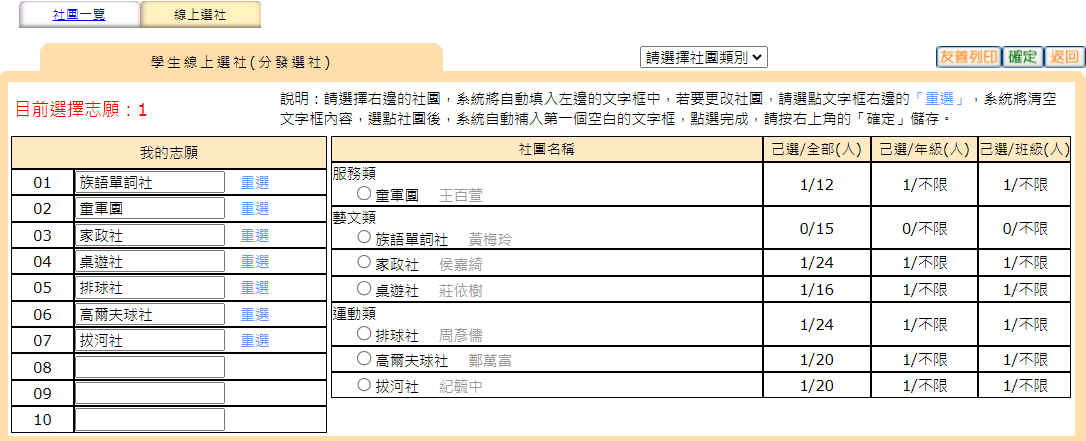 社團一覽 線上選社
學生線上選社(分發選社) 請選擇社團類別 友善列印 確定 返回
目前選擇志願：1
說明：請選擇右邊的社團，系統將自動填入左邊的文字框中，若要更改社團，請選點文字框右邊的「重選」，系統將清空
文字框內容，選點社團後，系統自動補入第一個空白的文字框，點選完成，請按右上角的「確定」儲存。
我的志願
01 族語單詞社 重選
02 童軍團 重選
03 家政社 重選
04 桌遊社 重選
05 排球社 重選
06 高爾夫球社 重選
07 拔河社 重選
08
09
10
社團名稱 己選/全部(人) 己選/年級(人) 己選/班級(人)
服務類
童軍團 王百萱 1/12 1/不限 1/不限
藝文類
族語單詞社 黃梅玲 0/15 0/不限 0/不限
家政社 侯嘉綺 1/24 1/不限 1/不限
桌遊社 莊依樹 1/16 1/不限 1/不限
運動類
排球社 周彥儒 1/24 1/不限 1/不限
高爾夫球社 鄭萬富 1/20 1/不限 1/不限
拔河社 紀毓中 1/20 1/不限 1/不限